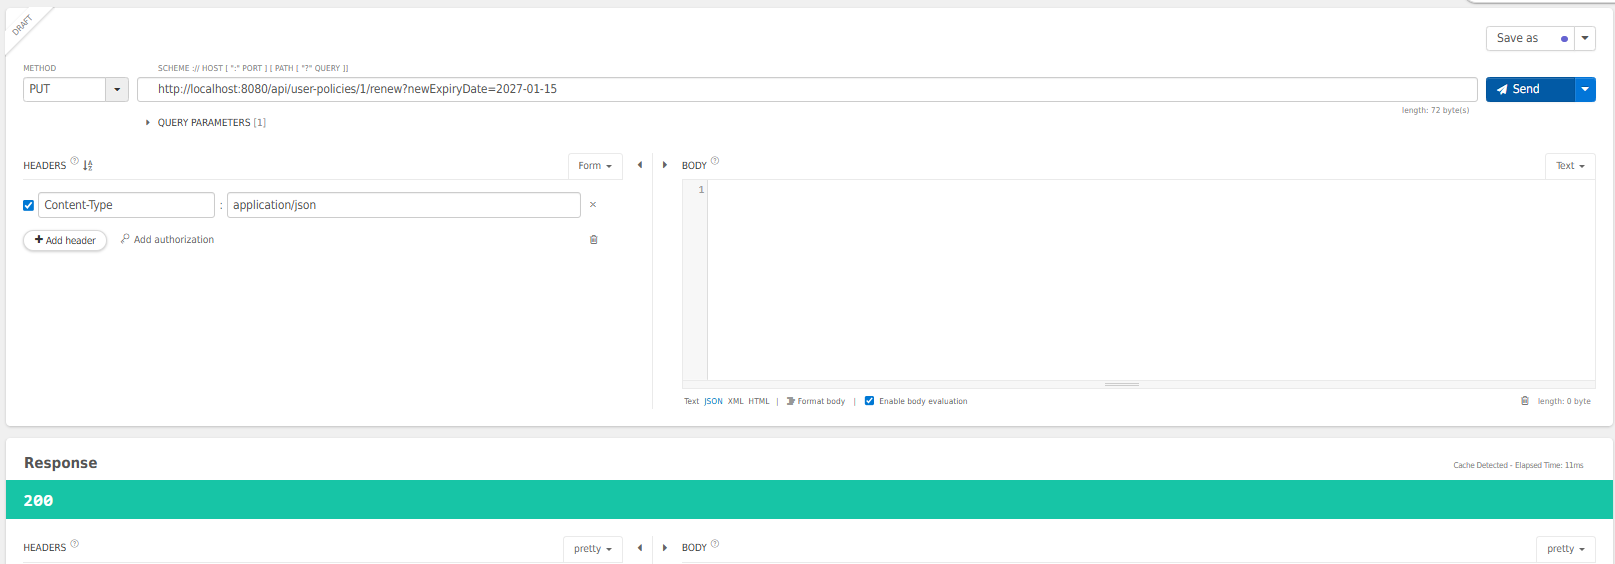 DRAFT
Save as
METHOD
SCHEME :// HOST [ ":" PORT ] [ PATH [ "?" QUERY ]]
PUT
http://localhost:8080/api/user-policies/1/renew?newExpiryDate=2027-01-15
Send
length: 72 byte(s)
QUERY PARAMETERS [1]
HEADERS ? Form
BODY ? Text
Content-Type : application/json ×
1
+ Add header Add authorization
Text JSON XML HTML | Format body | Enable body evaluation length: 0 byte
Response
Cache Detected - Elapsed Time: 11ms
200
HEADERS ? pretty
BODY ? pretty